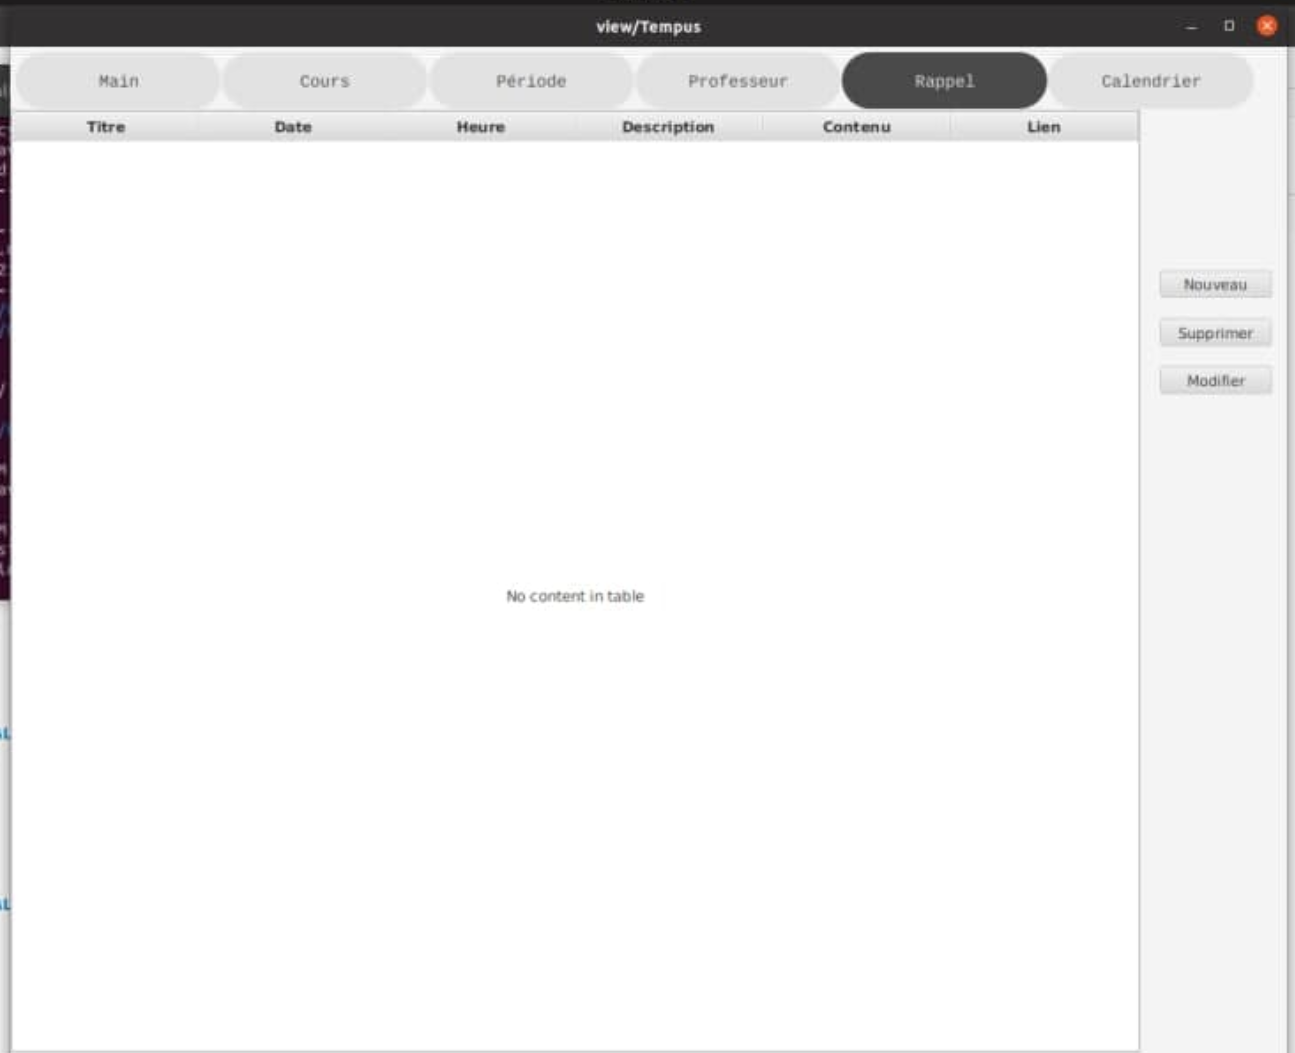 view/Tempus
Main Cours Période Professeur Rappel Calendrier
Titre Date Heure Description Contenu Lien
Nouveau
Supprimer
Modifier
No content in table